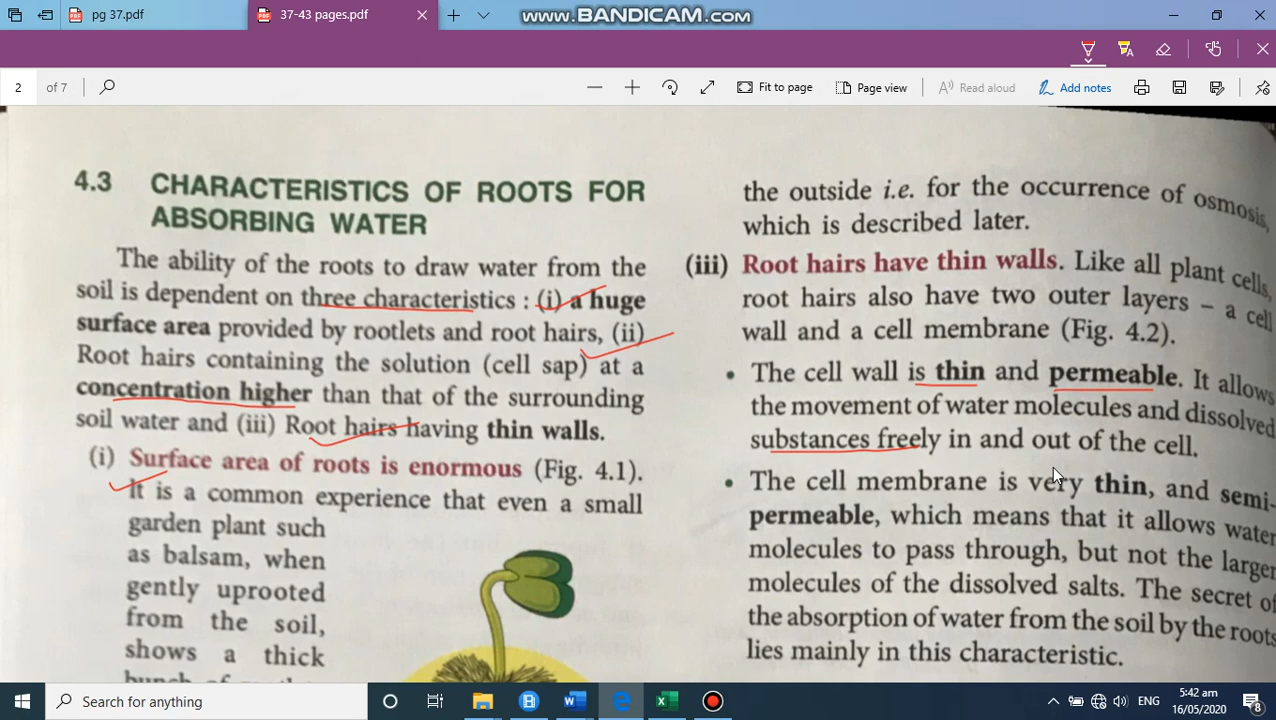 pg 37.pdf
37-43 pages.pdf
www.BANDICAM.com
2 of 7
Fit to page
Page view
Read aloud
Add notes
4.3 CHARACTERISTICS OF ROOTS FOR
ABSORBING WATER
The ability of the roots to draw water from the
soil is dependent on three characteristics : (i) a huge
surface area provided by rootlets and root hairs, (ii)
Root hairs containing the solution (cell sap) at a
concentration higher than that of the surrounding
soil water and (iii) Root hairs having thin walls.
(i) Surface area of roots is enormous (Fig. 4.1).
It is a common experience that even a small
garden plant such
as balsam, when
gently uprooted
from the soil,
shows a thick
the outside i.e. for the occurrence of osmosis,
which is described later.
(iii) Root hairs have thin walls. Like all plant cells,
root hairs also have two outer layers – a cell
wall and a cell membrane (Fig. 4.2).
• The cell wall is thin and permeable. It allows
the movement of water molecules and dissolved
substances freely in and out of the cell.
• The cell membrane is very thin, and semi-
permeable, which means that it allows water
molecules to pass through, but not the larger
molecules of the dissolved salts. The secret of
the absorption of water from the soil by the roots
lies mainly in this characteristic.
Search for anything
ENG
5:42 am
16/05/2020
8